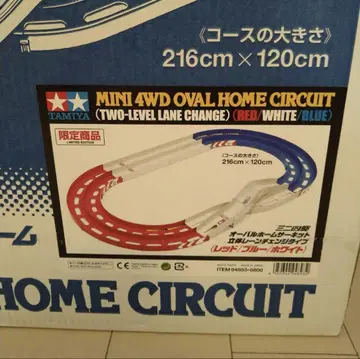 《コースの大きさ》
216cm×120cm
TAMIYA
MINI 4WD OVAL HOME CIRCUIT
(TWO-LEVEL LANE CHANGE) (RED/WHITE/BLUE)
限定商品
LIMITED EDITION
《コースの大きさ》
216cm×120cm
ミニ四駆
オーバルホームサーキット
立体レーンチェンジタイプ
(レッド/ブルー/ホワイト)
ーム
HOME CIRCUIT